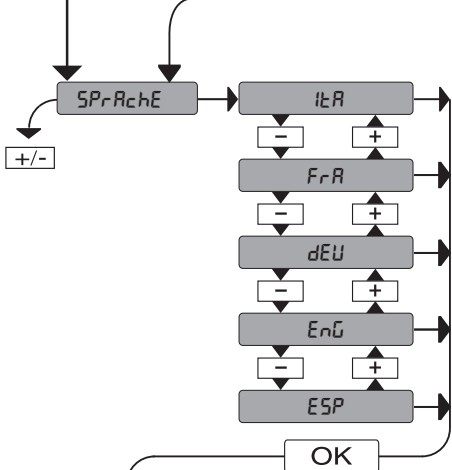 SPrAchE
ItA
+/-
- +
FrA
- +
dEU
- +
EnG
- +
ESP
OK